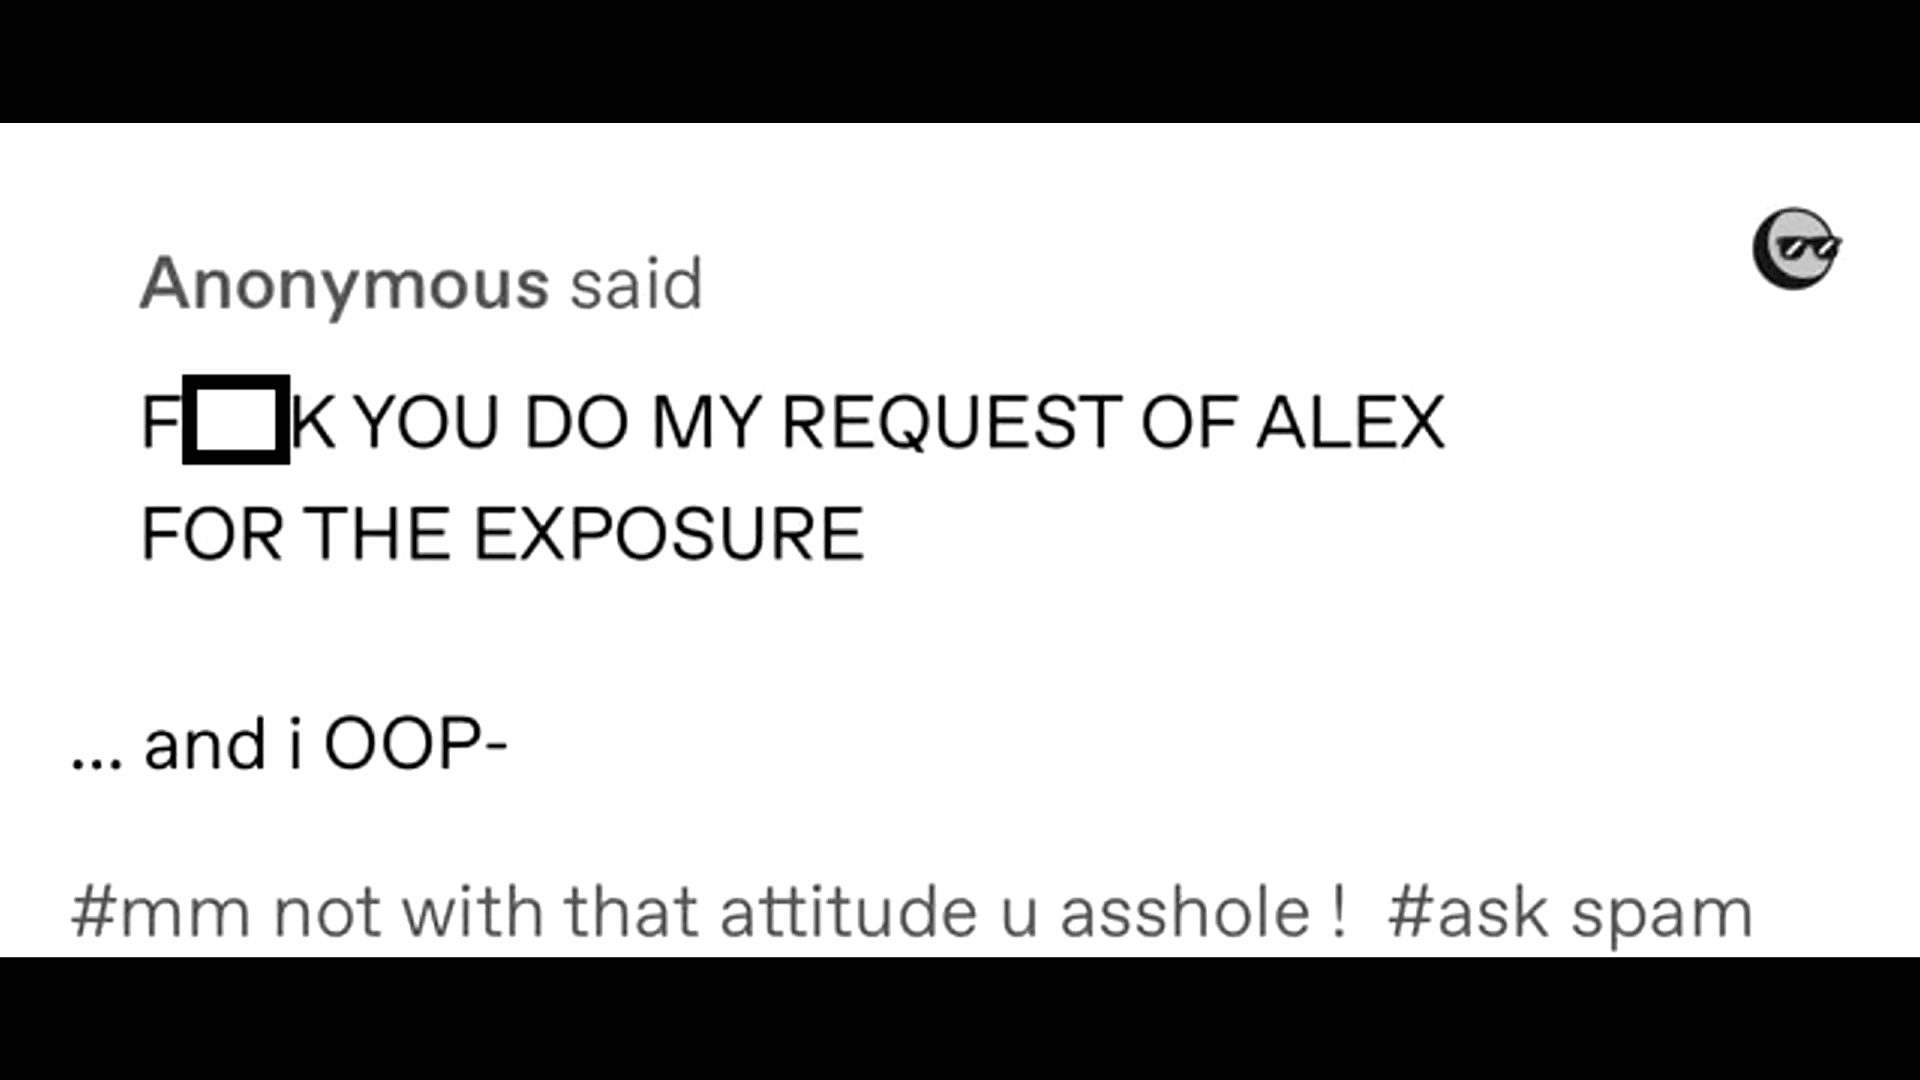 Anonymous said
F□K YOU DO MY REQUEST OF ALEX
FOR THE EXPOSURE
... and i OOP-
#mm not with that attitude u asshole ! #ask spam